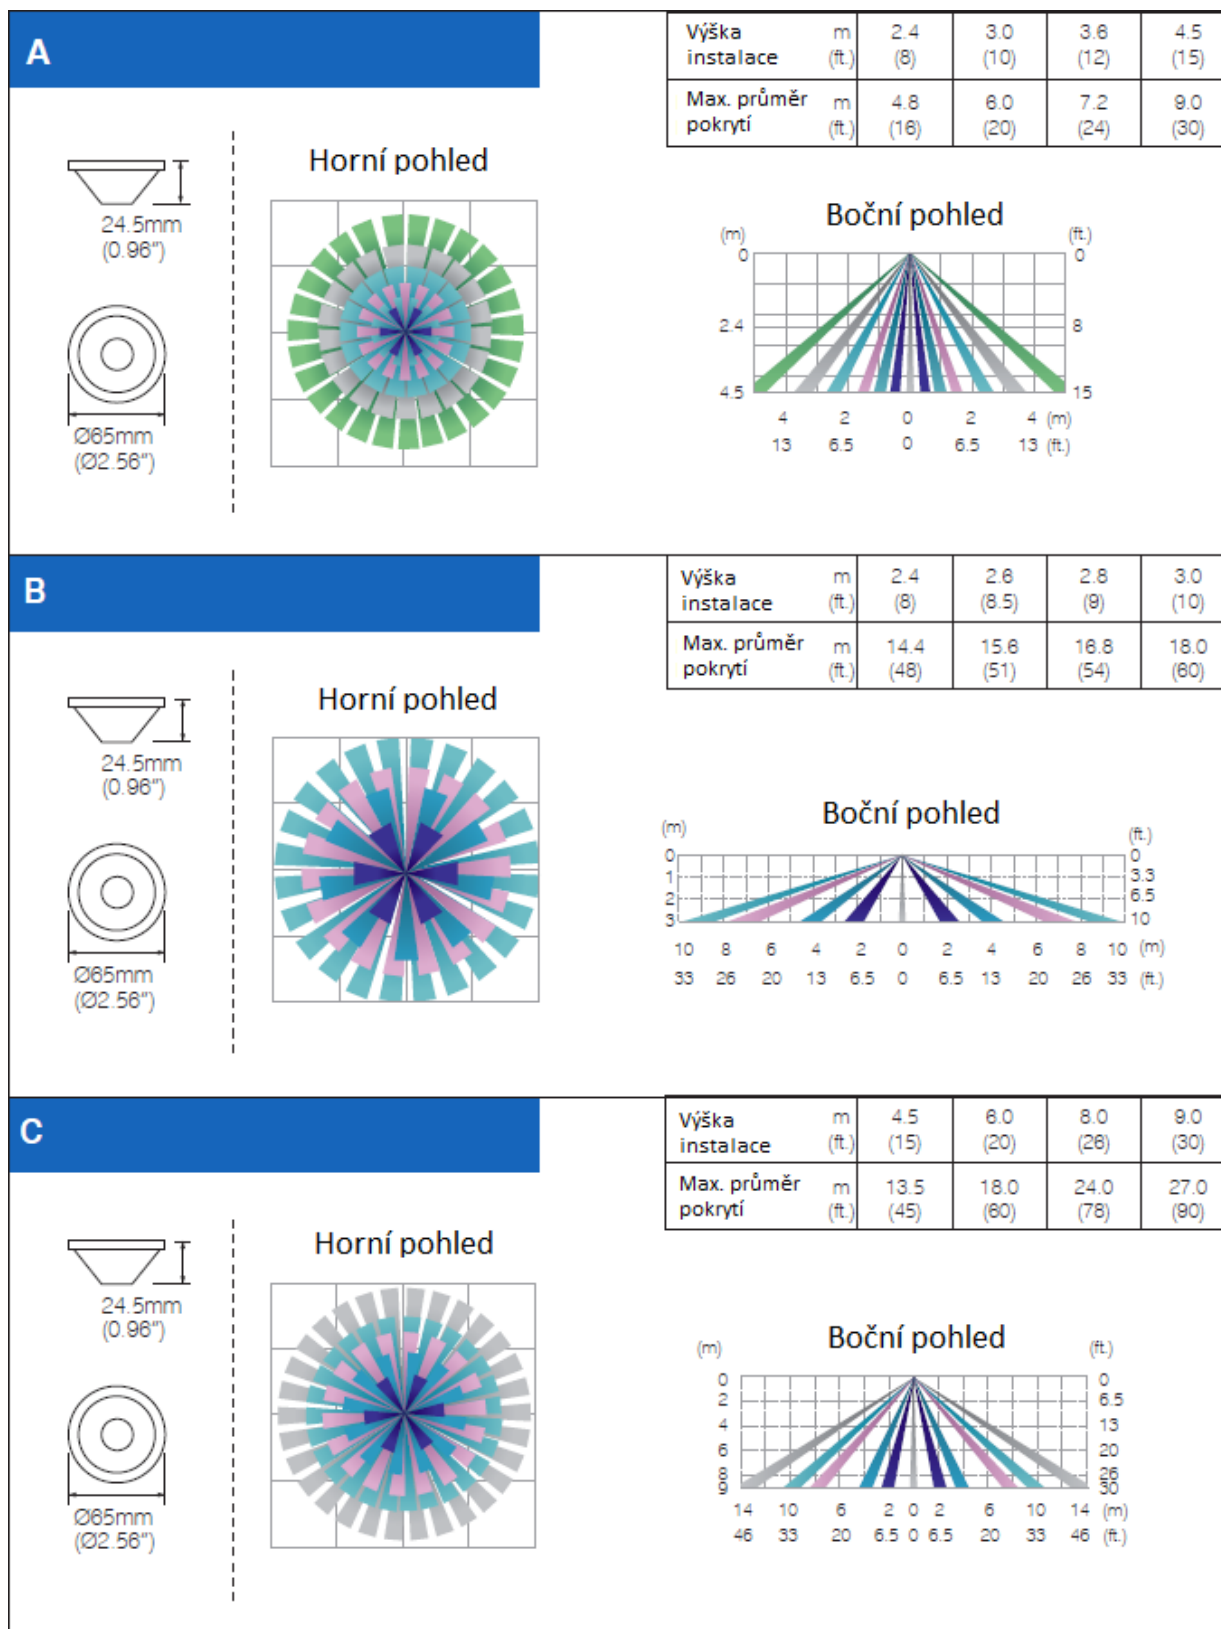 A
Výška m 2.4 3.0 3.6 4.5
instalace (ft.) (8) (10) (12) (15)
Max. průměr m 4.8 6.0 7.2 9.0
pokrytí (ft.) (16) (20) (24) (30)
24.5mm
(0.96")
Ø65mm
(Ø2.56")
Horní pohled
Boční pohled
(m) (ft.)
0 0
2.4 8
4.5 15
4 2 0 2 4 (m)
13 6.5 0 6.5 13 (ft.)
B
Výška m 2.4 2.6 2.8 3.0
instalace (ft.) (8) (8.5) (9) (10)
Max. průměr m 14.4 15.6 16.8 18.0
pokrytí (ft.) (48) (51) (54) (60)
24.5mm
(0.96")
Ø65mm
(Ø2.56")
Horní pohled
Boční pohled
(m) (ft.)
0 0
1 3.3
2 6.5
3 10
10 8 6 4 2 0 2 4 6 8 10 (m)
33 26 20 13 6.5 0 6.5 13 20 26 33 (ft.)
C
Výška m 4.5 6.0 8.0 9.0
instalace (ft.) (15) (20) (26) (30)
Max. průměr m 13.5 18.0 24.0 27.0
pokrytí (ft.) (45) (60) (78) (90)
24.5mm
(0.96")
Ø65mm
(Ø2.56")
Horní pohled
Boční pohled
(m) (ft.)
0 0
2 6.5
4 13
6 20
8 26
9 30
14 10 6 2 0 2 6 10 14 (m)
46 33 20 6.5 0 6.5 20 33 46 (ft.)